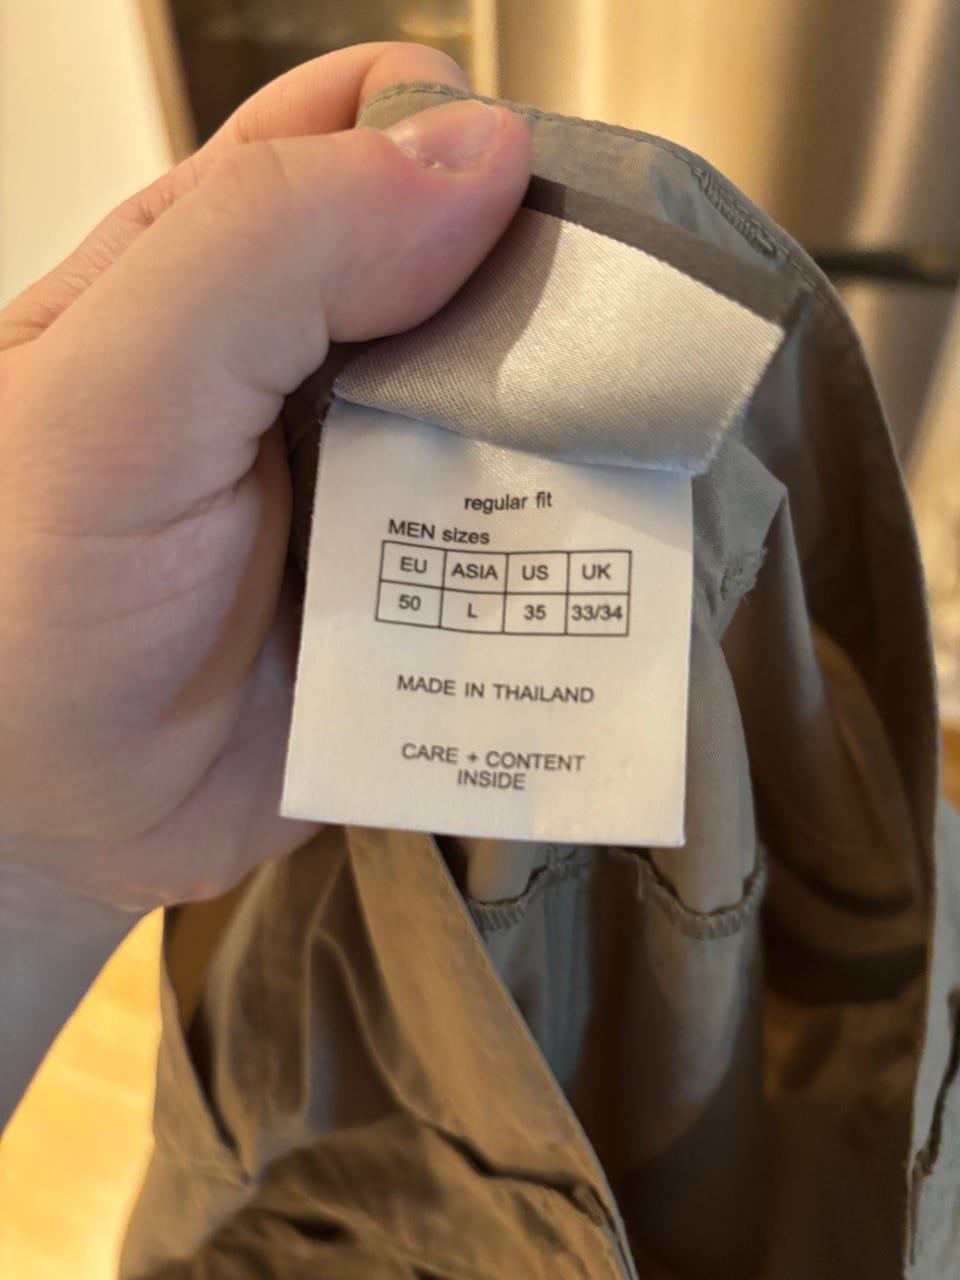 regular fit
MEN sizes
EU ASIA US UK
50 L 35 33/34
MADE IN THAILAND
CARE + CONTENT
INSIDE